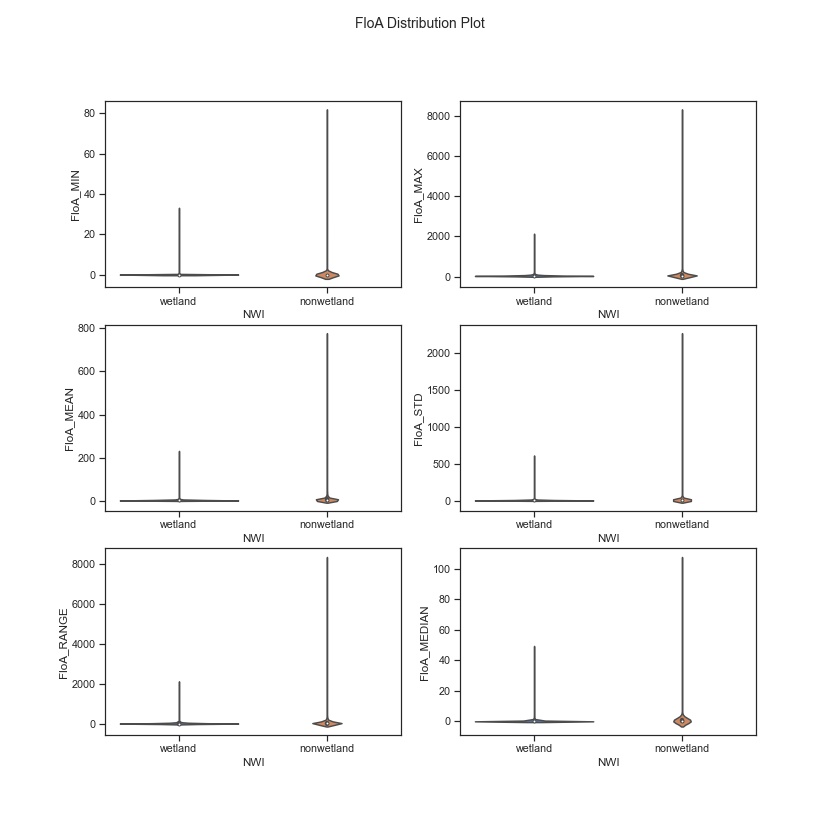 FloA Distribution Plot
80
60
40
20
0
FloA_MIN
wetland nonwetland
NWI
8000
6000
4000
2000
0
FloA_MAX
wetland nonwetland
NWI
800
600
400
200
0
FloA_MEAN
wetland nonwetland
NWI
2000
1500
1000
500
0
FloA_STD
wetland nonwetland
NWI
8000
6000
4000
2000
0
FloA_RANGE
wetland nonwetland
NWI
100
80
60
40
20
0
FloA_MEDIAN
wetland nonwetland
NWI